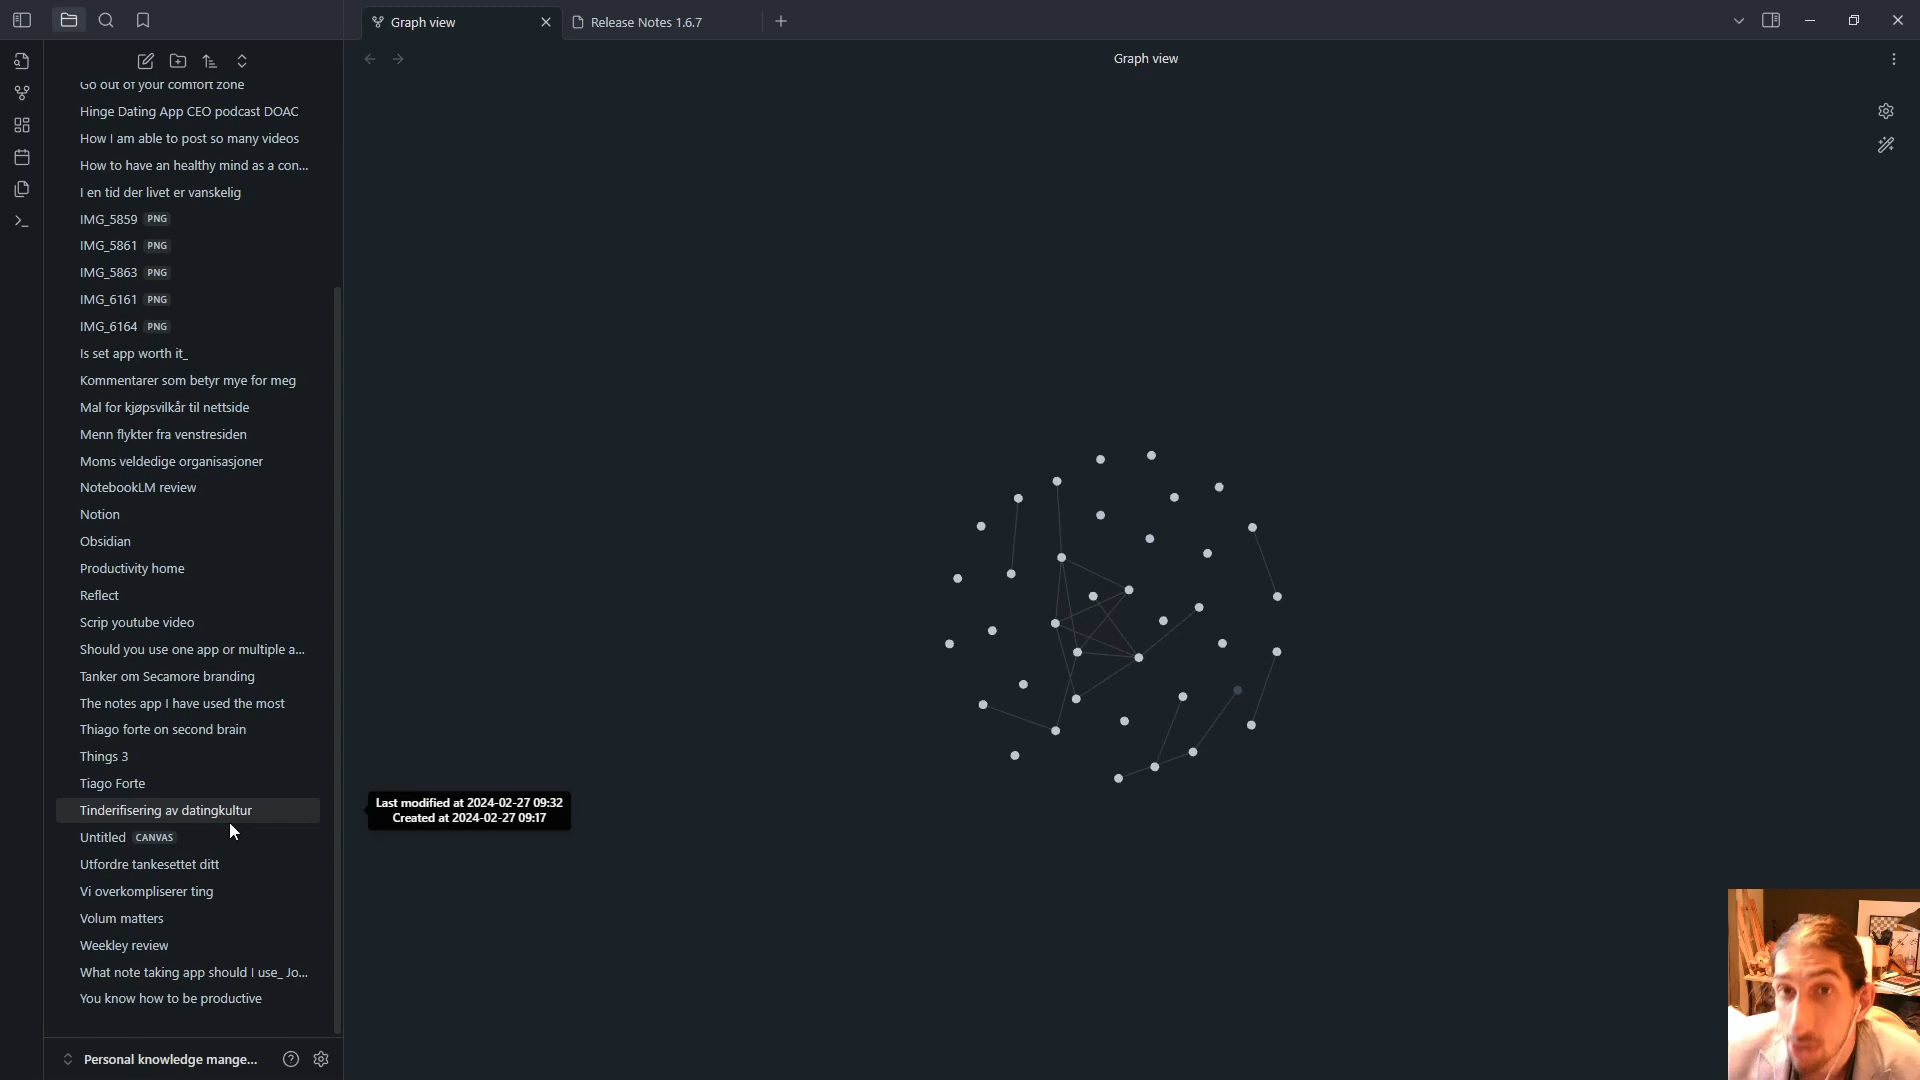 Graph view
Release Notes 1.6.7
Graph view
Go out of your comfort zone
Hinge Dating App CEO podcast DOAC
How I am able to post so many videos
How to have an healthy mind as a con...
I en tid der livet er vanskelig
IMG_5859 PNG
IMG_5861 PNG
IMG_5863 PNG
IMG_6161 PNG
IMG_6164 PNG
Is set app worth it_
Kommentarer som betyr mye for meg
Mal for kjøpsvilkår til nettside
Menn flykter fra venstresiden
Moms veldedige organisasjoner
NotebookLM review
Notion
Obsidian
Productivity home
Reflect
Scrip youtube video
Should you use one app or multiple a...
Tanker om Secamore branding
The notes app I have used the most
Thiago forte on second brain
Things 3
Tiago Forte
Tinderifisering av datingkultur
Last modified at 2024-02-27 09:32
Created at 2024-02-27 09:17
Untitled CANVAS
Utfordre tankesettet ditt
Vi overkompliserer ting
Volum matters
Weekley review
What note taking app should I use_ Jo...
You know how to be productive
Personal knowledge mange...